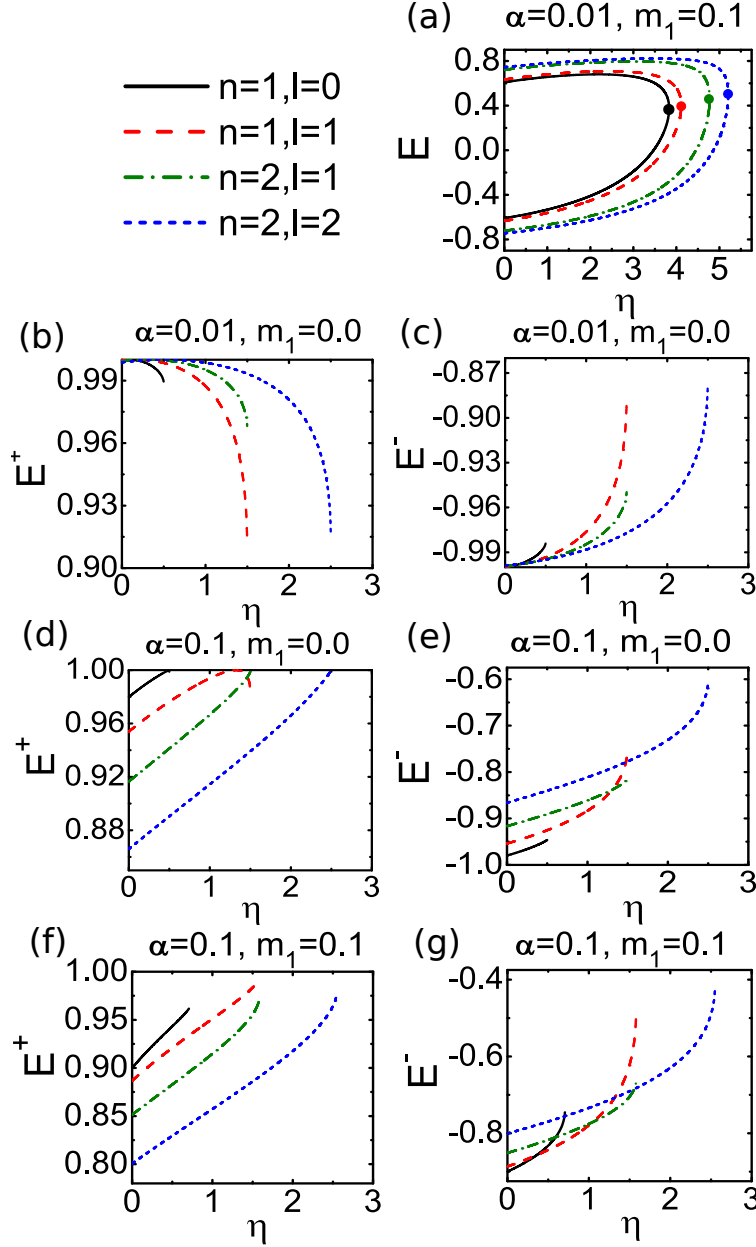 (a)
α=0.01, m₁=0.1
n=1,l=0
n=1,l=1
n=2,l=1
n=2,l=2
0.8
0.4
0.0
-0.4
-0.8
E
0 1 2 3 4 5
η
(b)
α=0.01, m₁=0.0
0.99
0.96
0.93
0.90
E⁺
0 1 2 3
η
(c)
α=0.01, m₁=0.0
-0.87
-0.90
-0.93
-0.96
-0.99
E⁻
0 1 2 3
η
(d)
α=0.1, m₁=0.0
1.00
0.96
0.92
0.88
E⁺
0 1 2 3
η
(e)
α=0.1, m₁=0.0
-0.6
-0.7
-0.8
-0.9
-1.0
E⁻
0 1 2 3
η
(f)
α=0.1, m₁=0.1
1.00
0.95
0.90
0.85
0.80
E⁺
0 1 2 3
η
(g)
α=0.1, m₁=0.1
-0.4
-0.6
-0.8
E⁻
0 1 2 3
η